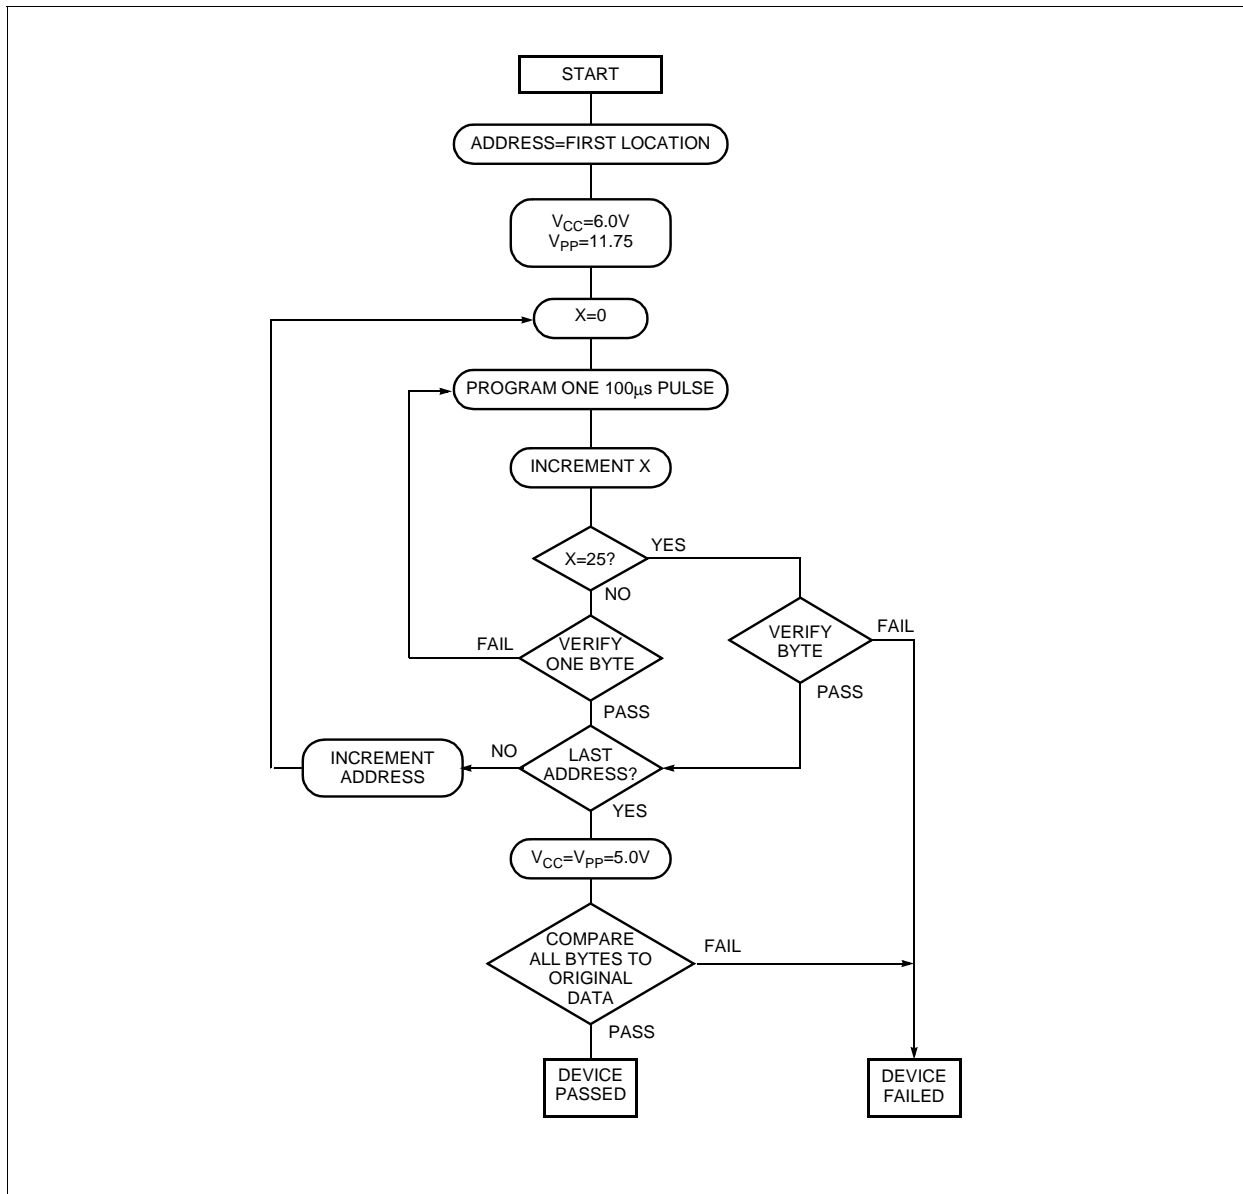 START
ADDRESS=FIRST LOCATION
VCC=6.0V
VPP=11.75
X=0
PROGRAM ONE 100μs PULSE
INCREMENT X
X=25?
YES
NO
VERIFY
ONE BYTE
FAIL
PASS
VERIFY
BYTE
FAIL
PASS
LAST
ADDRESS?
NO
INCREMENT
ADDRESS
YES
VCC=VPP=5.0V
COMPARE
ALL BYTES TO
ORIGINAL
DATA
FAIL
PASS
DEVICE
PASSED
DEVICE
FAILED